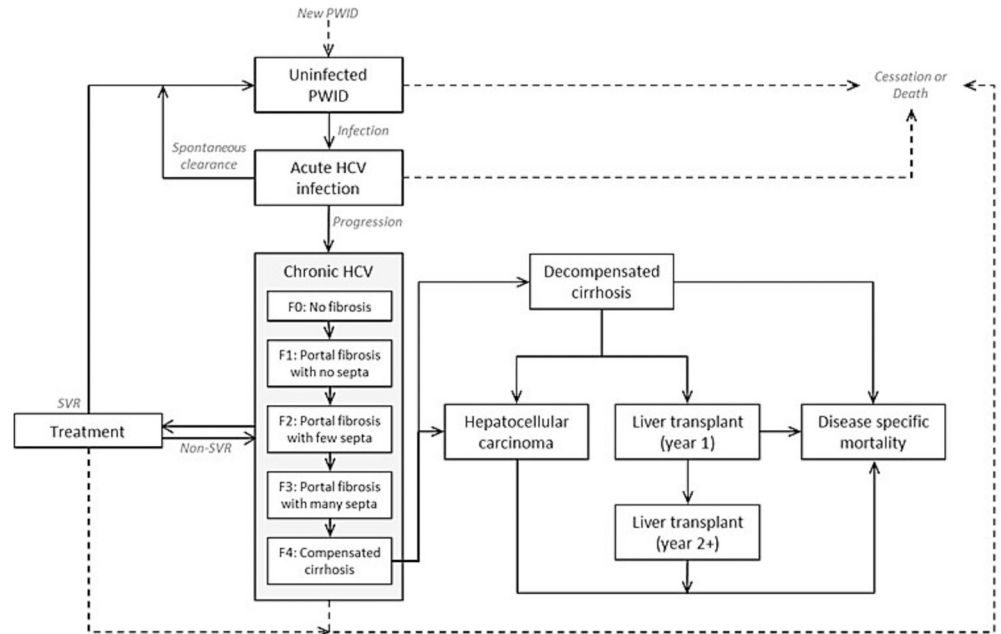 New PWID
Uninfected
PWID
Cessation or
Death
Infection
Spontaneous
clearance
Acute HCV
infection
Progression
Chronic HCV
F0: No fibrosis
F1: Portal fibrosis
with no septa
F2: Portal fibrosis
with few septa
F3: Portal fibrosis
with many septa
F4: Compensated
cirrhosis
SVR
Treatment
Non-SVR
Decompensated
cirrhosis
Hepatocellular
carcinoma
Liver transplant
(year 1)
Disease specific
mortality
Liver transplant
(year 2+)